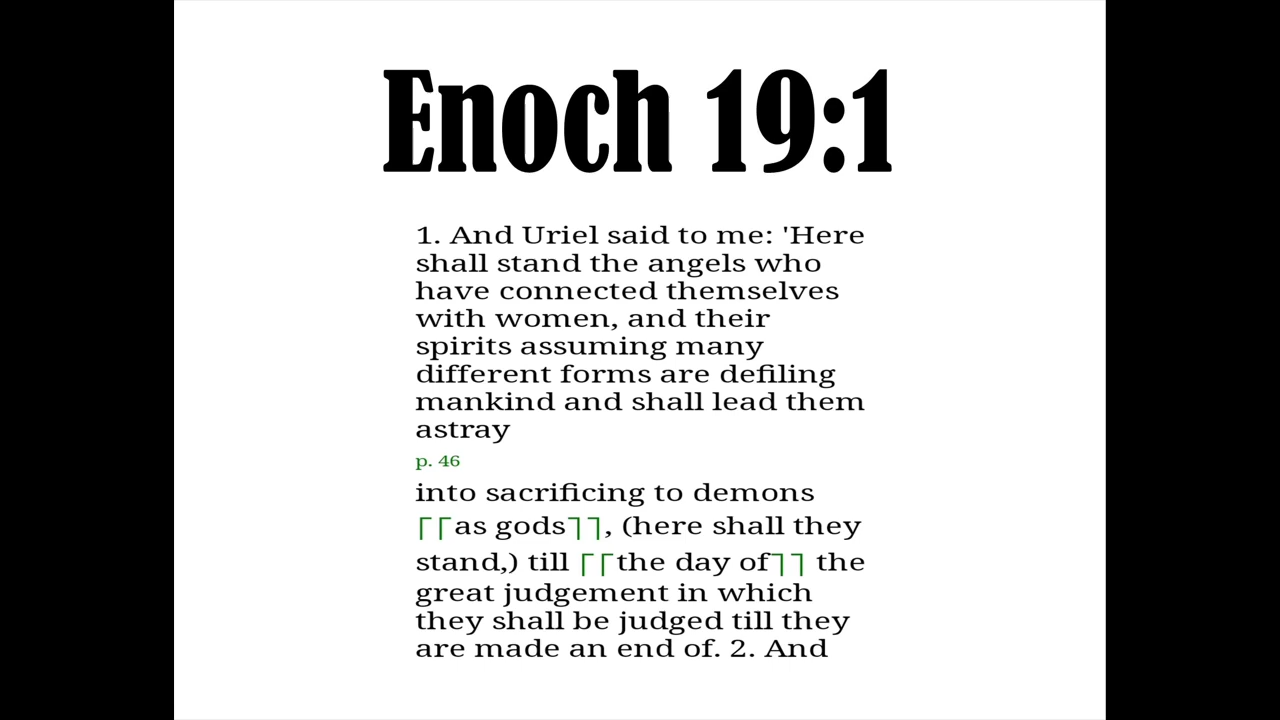 Enoch 19:1
1. And Uriel said to me: 'Here
shall stand the angels who
have connected themselves
with women, and their
spirits assuming many
different forms are defiling
mankind and shall lead them
astray
p. 46
into sacrificing to demons
⌈⌈as gods⌉⌉, (here shall they
stand,) till ⌈⌈the day of⌉⌉ the
great judgement in which
they shall be judged till they
are made an end of. 2. And